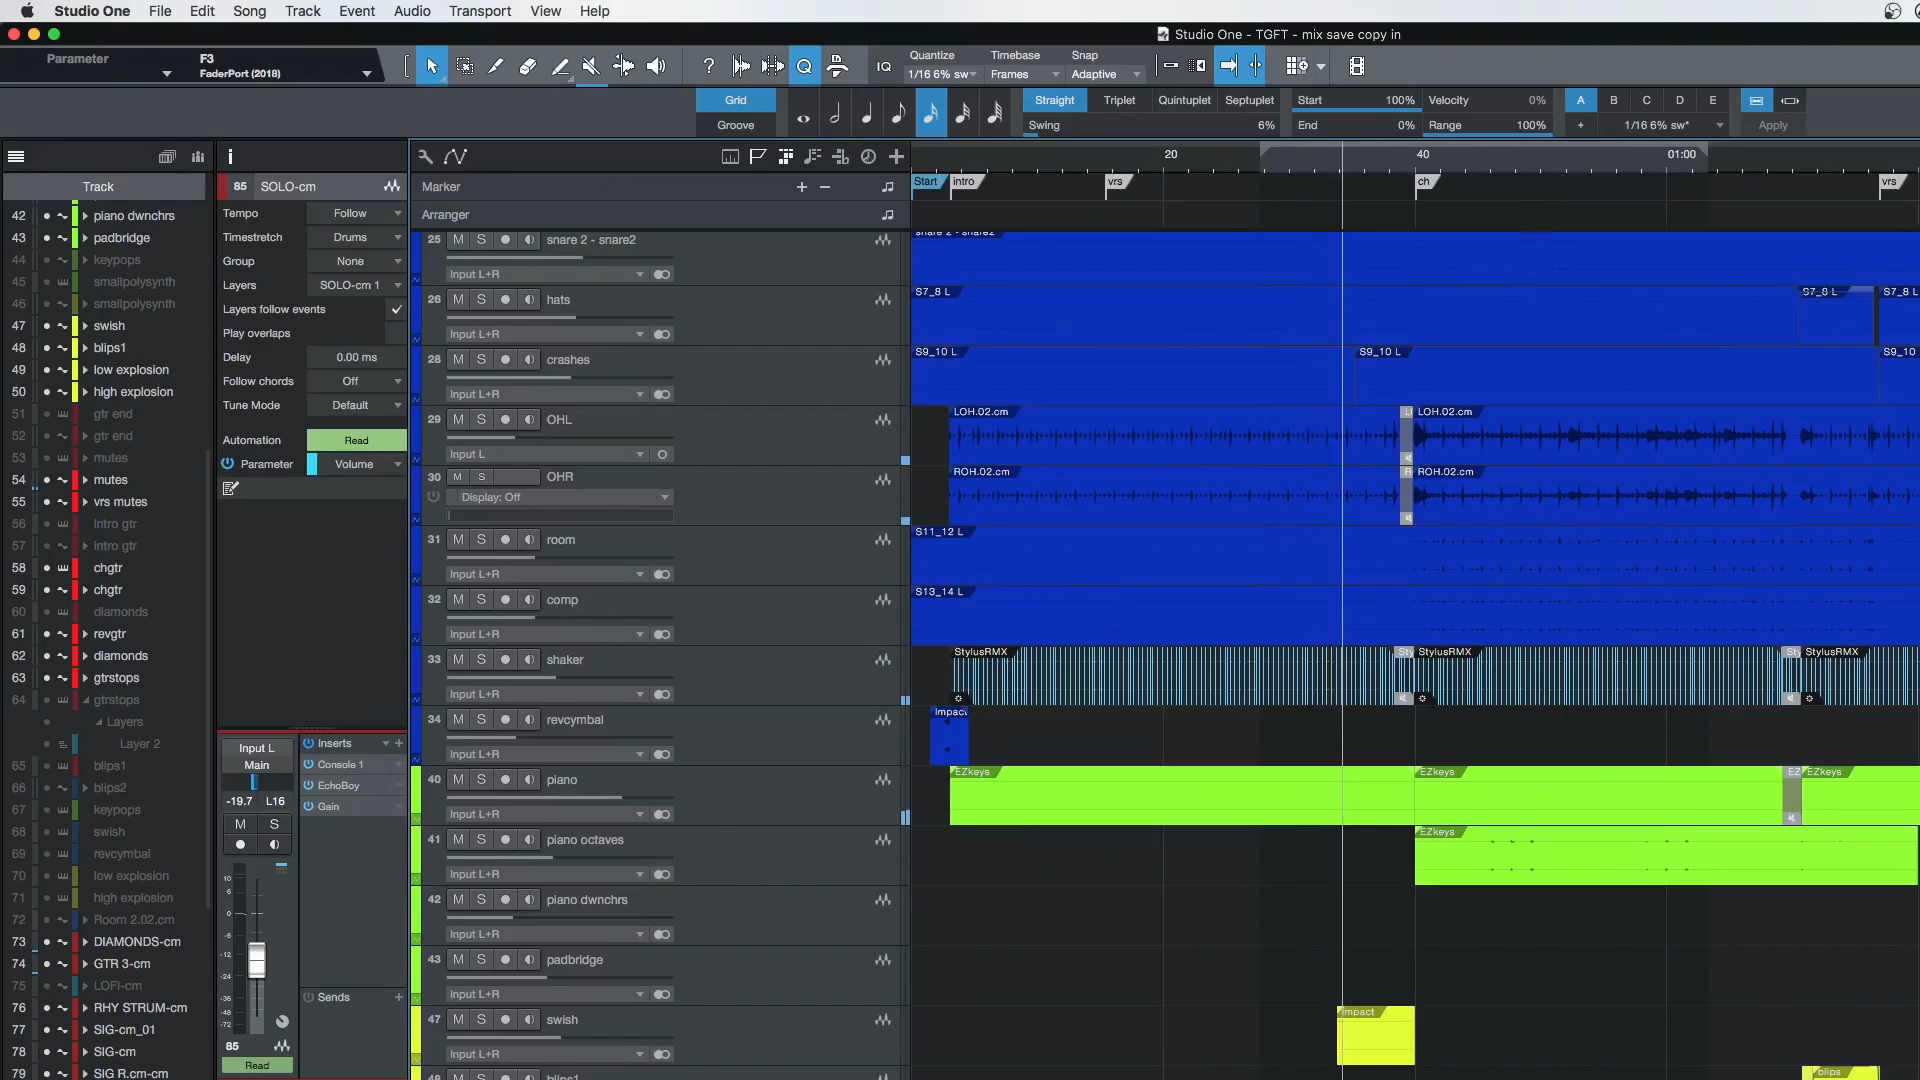 Studio One File Edit Song Track Event Audio Transport View Help
Studio One - TGFT - mix save copy in
Parameter
F3
FaderPort (2018)
IQ
Quantize
1/16 6% sw
Timebase
Frames
Snap
Adaptive
Grid
Groove
Straight Triplet Quintuplet Septuplet
Swing 6%
Start 100%
End 0%
Velocity 0%
Range 100%
A B C D E
+ 1/16 6% sw* Apply
Track
42 piano dwnchrs
43 padbridge
44 keypops
45 smallpolysynth
46 smallpolysynth
47 swish
48 blips1
49 low explosion
50 high explosion
51 gtr end
52 gtr end
53 mutes
54 mutes
55 vrs mutes
56 Intro gtr
57 Intro gtr
58 chgtr
59 chgtr
60 diamonds
61 revgtr
62 diamonds
63 gtrstops
64 gtrstops
Layers
Layer 2
65 blips1
66 blips2
67 keypops
68 swish
69 revcymbal
70 low explosion
71 high explosion
72 Room 2.02.cm
73 DIAMONDS-cm
74 GTR 3-cm
75 LOFI-cm
76 RHY STRUM-cm
77 SIG-cm_01
78 SIG-cm
79 SIG R.cm-cm
85 SOLO-cm
Tempo Follow
Timestretch Drums
Group None
Layers SOLO-cm 1
Layers follow events
Play overlaps
Delay 0.00 ms
Follow chords Off
Tune Mode Default
Automation Read
Parameter Volume
Input L
Main
-19.7 L16
M S
10
6
0
-6
-12
-24
-36
-48
-72
85
Read
Inserts
Console 1
EchoBoy
Gain
Sends
Marker
Arranger
25 M S snare 2 - snare2
Input L+R
26 M S hats
Input L+R
28 M S crashes
Input L+R
29 M S OHL
Input L
30 M S OHR
Display: Off
31 M S room
Input L+R
32 M S comp
Input L+R
33 M S shaker
Input L+R
34 M S revcymbal
Input L+R
40 M S piano
Input L+R
41 M S piano octaves
Input L+R
42 M S piano dwnchrs
Input L+R
43 M S padbridge
Input L+R
47 M S swish
Input L+R
48 M S blips1
20 40 01:00
Start intro vrs ch vrs
snare 2 - snare2
S7_8 L S7_8 L S7_8 L
S9_10 L S9_10 L S9_10
LOH.02.cm LOH.02.cm
ROH.02.cm R ROH.02.cm
S11_12 L
S13_14 L
StylusRMX Sty StylusRMX Sty StylusRMX
Impact
EZkeys EZkeys EZ EZkeys
EZkeys
Impact
blips